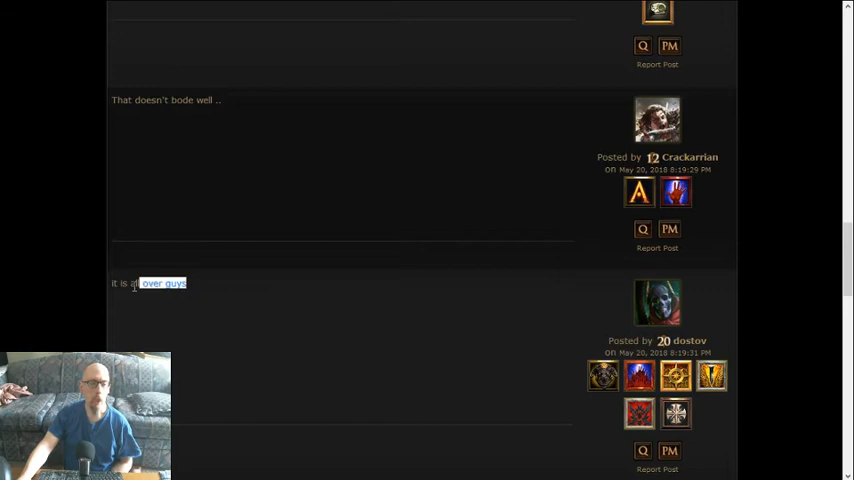 Q PM
Report Post
That doesn't bode well ..
Posted by 12 Crackarrian
on May 20, 2018 8:19:29 PM
Q PM
Report Post
it is all over guys
Posted by 20 dostov
on May 20, 2018 8:19:31 PM
Q PM
Report Post